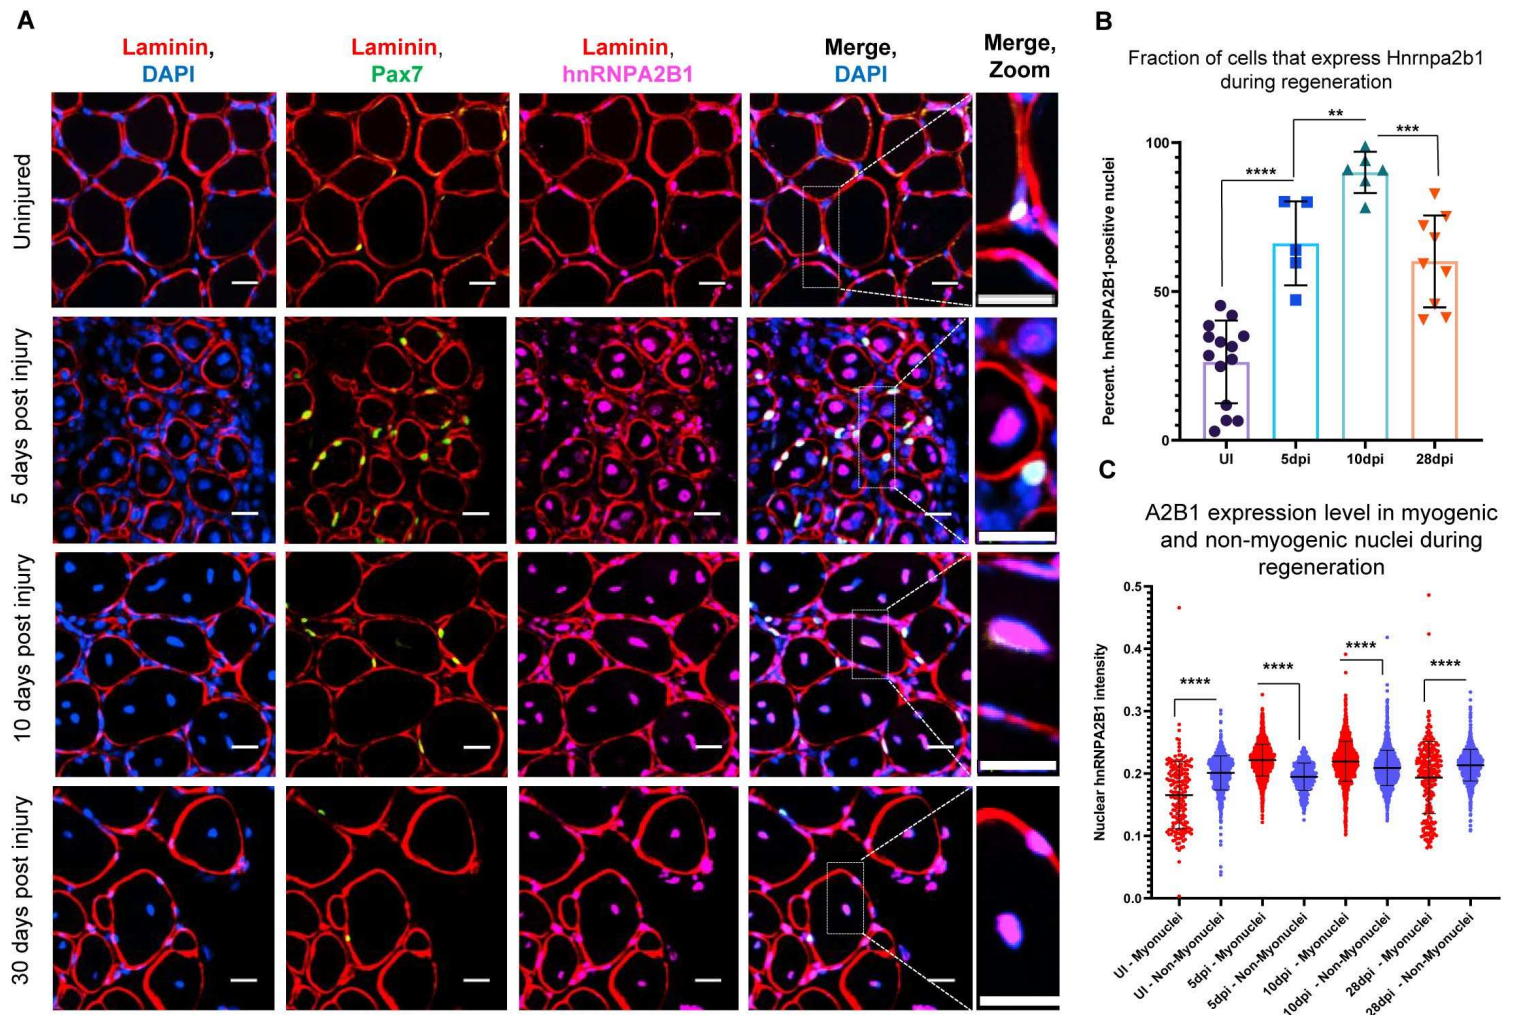 A
Laminin,
DAPI
Laminin,
Pax7
Laminin,
hnRNPA2B1
Merge,
DAPI
Merge,
Zoom
Uninjured
5 days post injury
10 days post injury
30 days post injury
B
Fraction of cells that express Hnrnpa2b1
during regeneration
Percent. hnRNPA2B1-positive nuclei
100
50
0
****
**
***
UI
5dpi
10dpi
28dpi
C
A2B1 expression level in myogenic
and non-myogenic nuclei during
regeneration
Nuclear hnRNPA2B1 intensity
0.5
0.4
0.3
0.2
0.1
0.0
****
****
****
****
UI - Myonuclei
UI - Non-Myonuclei
5dpi - Myonuclei
5dpi - Non-Myonuclei
10dpi - Myonuclei
10dpi - Non-Myonuclei
28dpi - Myonuclei
28dpi - Non-Myonuclei